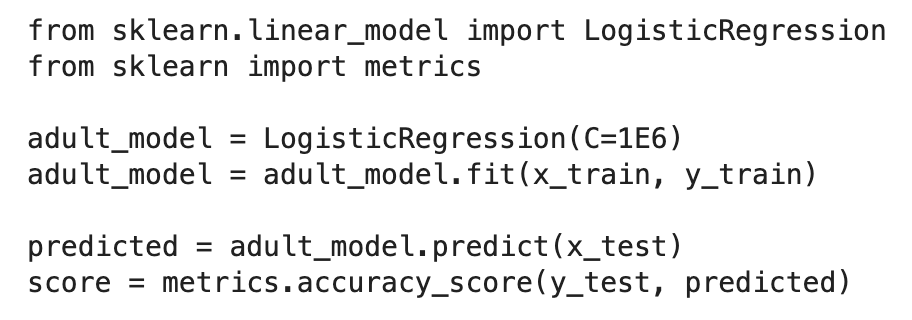 from sklearn.linear_model import LogisticRegression
from sklearn import metrics
adult_model = LogisticRegression(C=1E6)
adult_model = adult_model.fit(x_train, y_train)
predicted = adult_model.predict(x_test)
score = metrics.accuracy_score(y_test, predicted)